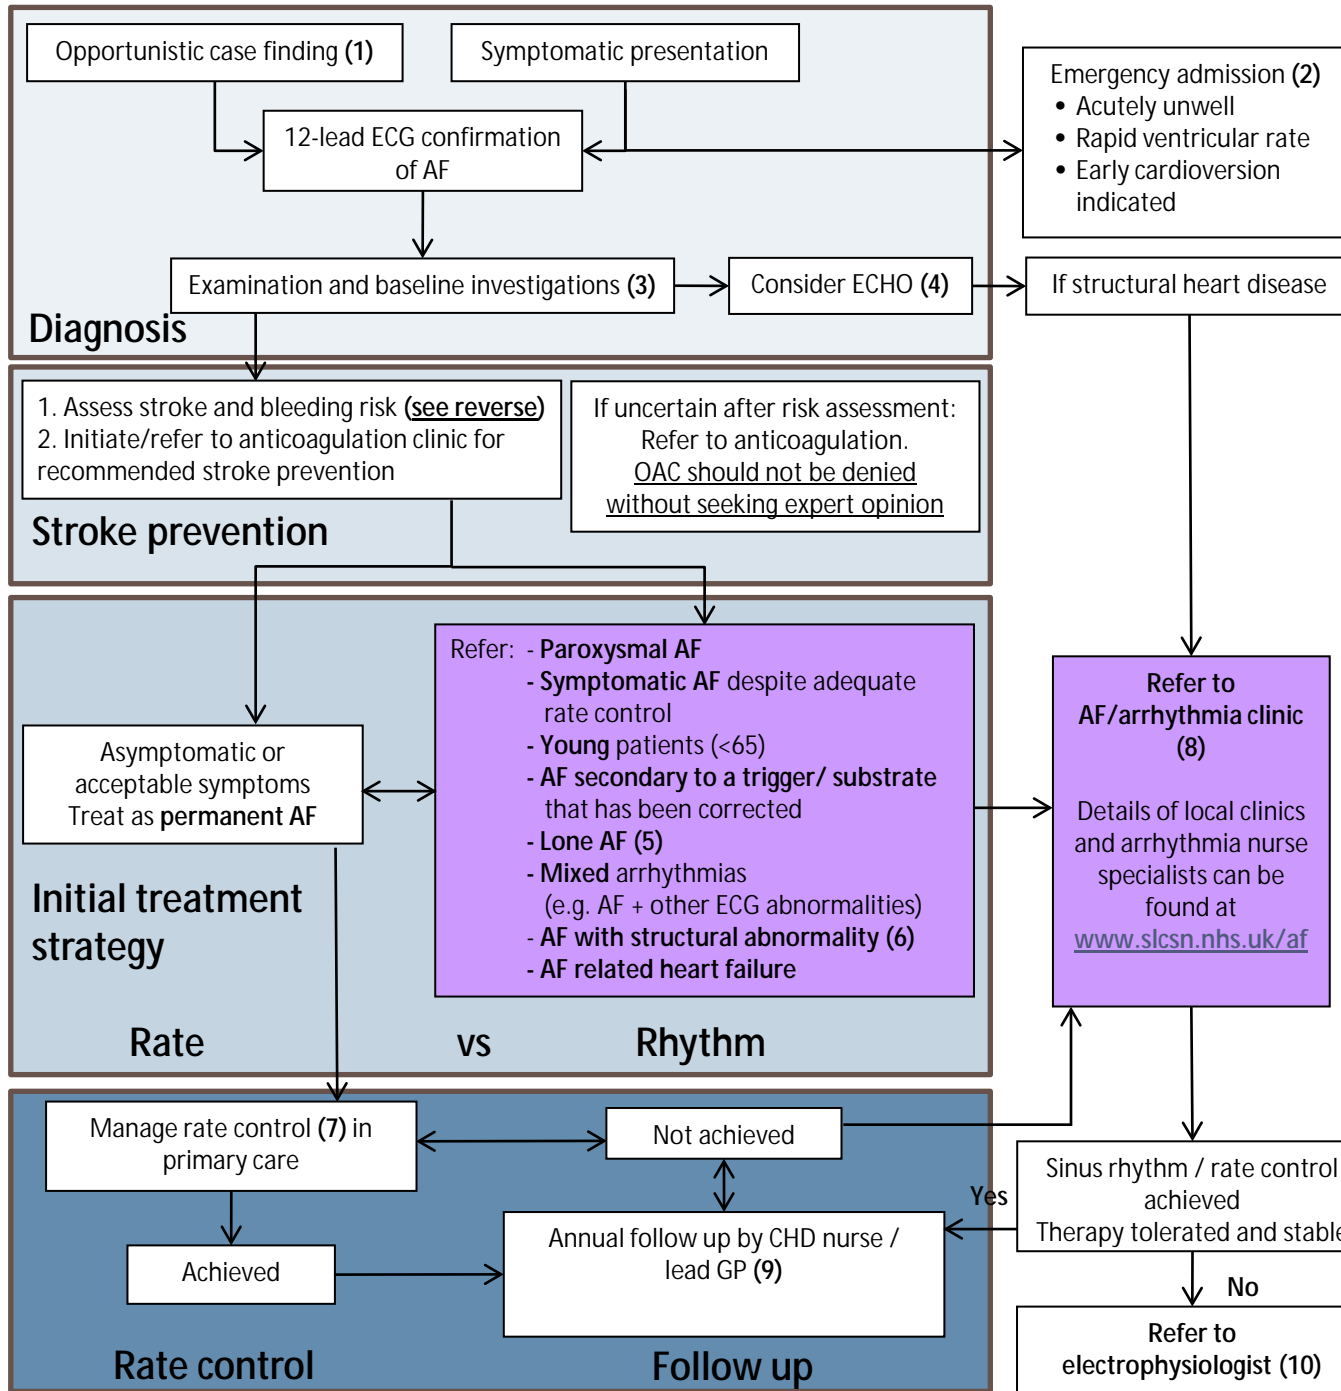 Opportunistic case finding (1)
Symptomatic presentation
Emergency admission (2)
• Acutely unwell
• Rapid ventricular rate
• Early cardioversion
indicated
12-lead ECG confirmation
of AF
Examination and baseline investigations (3)
Consider ECHO (4)
If structural heart disease
Diagnosis
1. Assess stroke and bleeding risk (see reverse)
2. Initiate/refer to anticoagulation clinic for
recommended stroke prevention
If uncertain after risk assessment:
Refer to anticoagulation.
OAC should not be denied
without seeking expert opinion
Stroke prevention
Asymptomatic or
acceptable symptoms
Treat as permanent AF
Refer: - Paroxysmal AF
- Symptomatic AF despite adequate
rate control
- Young patients (<65)
- AF secondary to a trigger/ substrate
that has been corrected
- Lone AF (5)
- Mixed arrhythmias
(e.g. AF + other ECG abnormalities)
- AF with structural abnormality (6)
- AF related heart failure
Refer to
AF/arrhythmia clinic
(8)
Details of local clinics
and arrhythmia nurse
specialists can be
found at
www.slcsn.nhs.uk/af
Initial treatment
strategy
Rate vs Rhythm
Manage rate control (7) in
primary care
Not achieved
Achieved
Annual follow up by CHD nurse /
lead GP (9)
Yes
Sinus rhythm / rate control
achieved
Therapy tolerated and stable
No
Refer to
electrophysiologist (10)
Rate control
Follow up